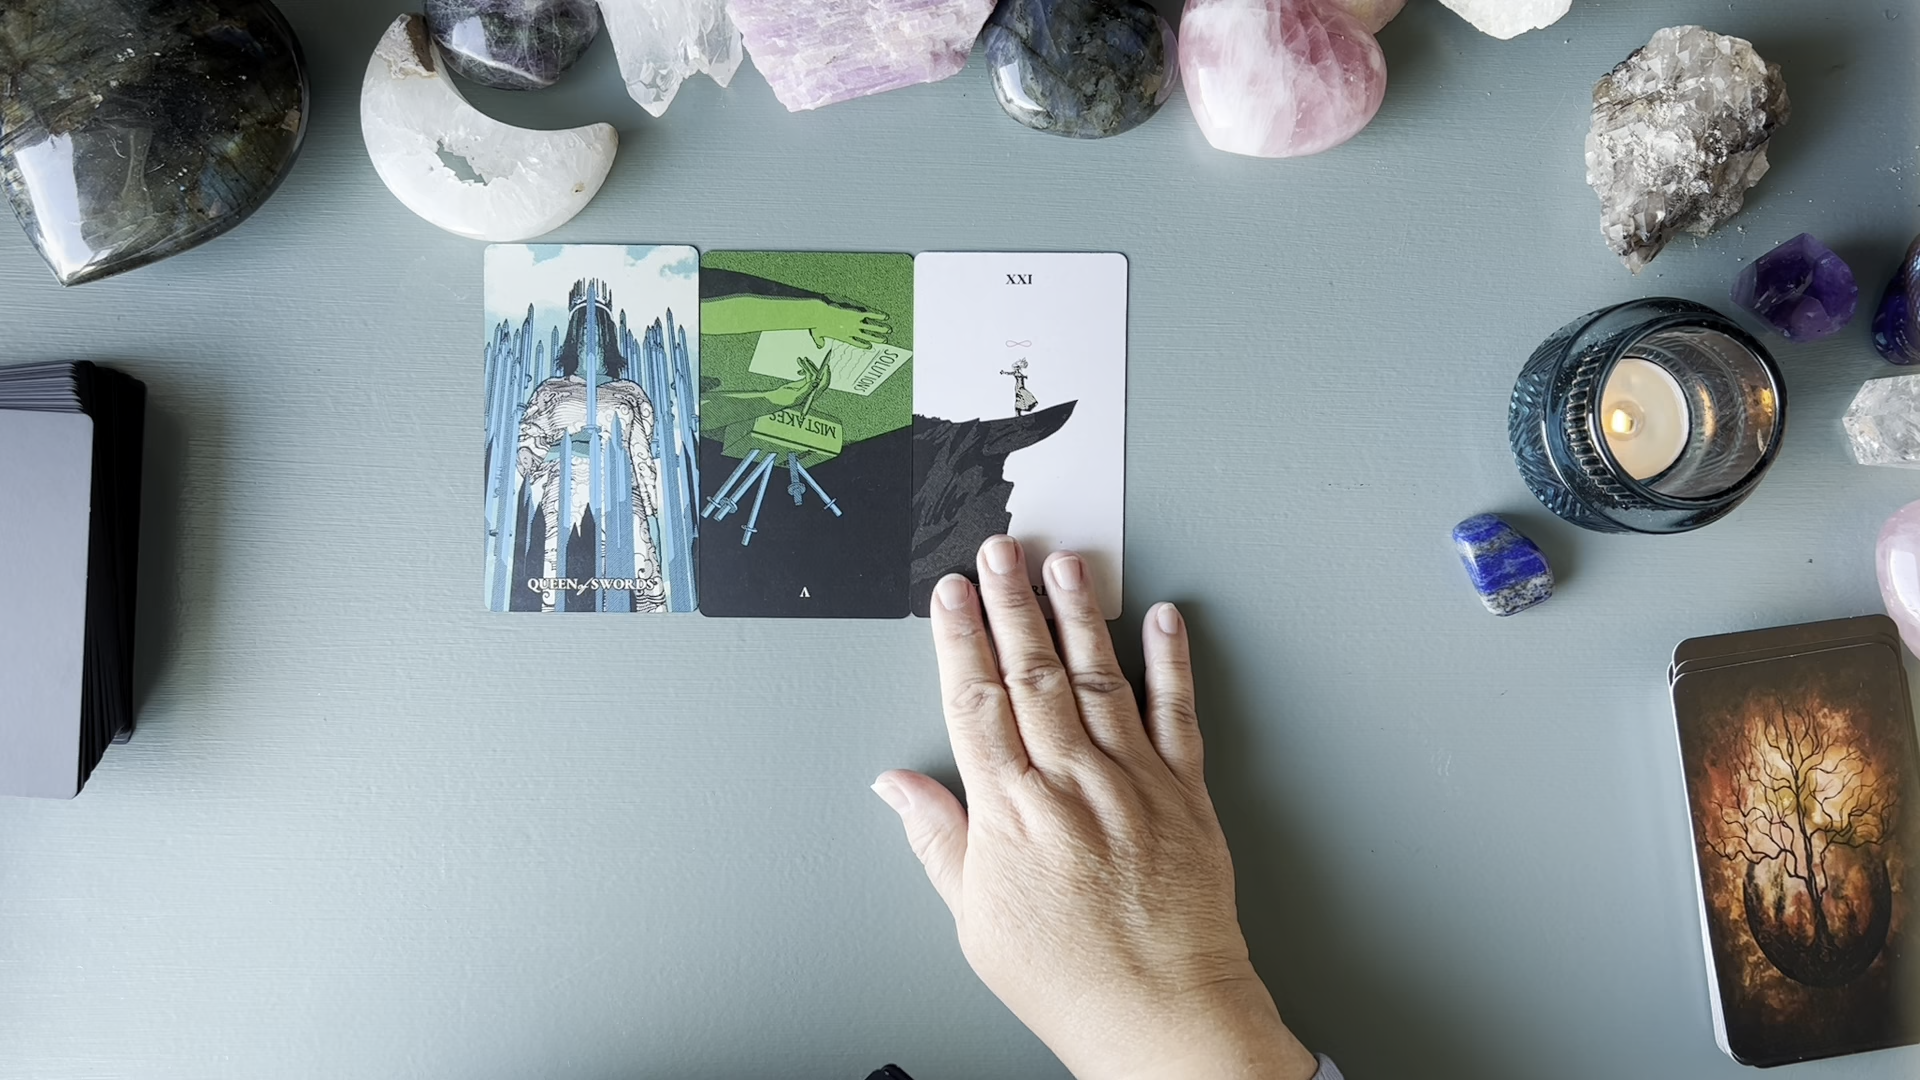 QUEEN of SWORDS
SOLUTIONS
MISTAKES
V
XXI